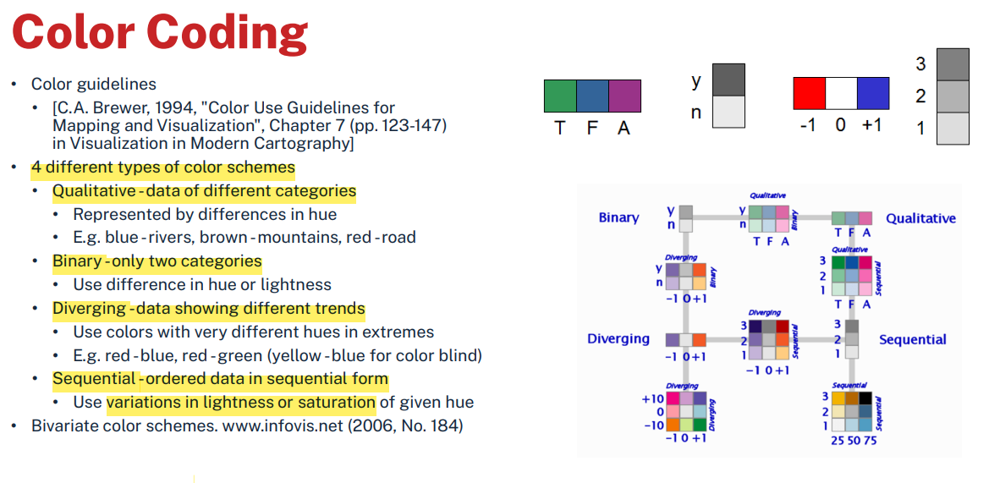 Color Coding
• Color guidelines
• [C.A. Brewer, 1994, "Color Use Guidelines for
Mapping and Visualization", Chapter 7 (pp. 123-147)
in Visualization in Modern Cartography]
• 4 different types of color schemes
• Qualitative - data of different categories
• Represented by differences in hue
• E.g. blue - rivers, brown - mountains, red - road
• Binary - only two categories
• Use difference in hue or lightness
• Diverging - data showing different trends
• Use colors with very different hues in extremes
• E.g. red - blue, red - green (yellow - blue for color blind)
• Sequential - ordered data in sequential form
• Use variations in lightness or saturation of given hue
• Bivariate color schemes. www.infovis.net (2006, No. 184)
T F A
y
n
-1 0 +1
3
2
1
Binary
y
n
Qualitative
y
n
Binary
T F A
T F A
Qualitative
Diverging
y
n
Binary
-1 0 +1
Qualitative
3
2
1
Sequential
T F A
Diverging
-1 0 +1
Diverging
3
2
1
Sequential
-1 0 +1
3
2
1
Sequential
Diverging
+10
0
-10
Diverging
-1 0 +1
Sequential
3
2
1
Sequential
25 50 75